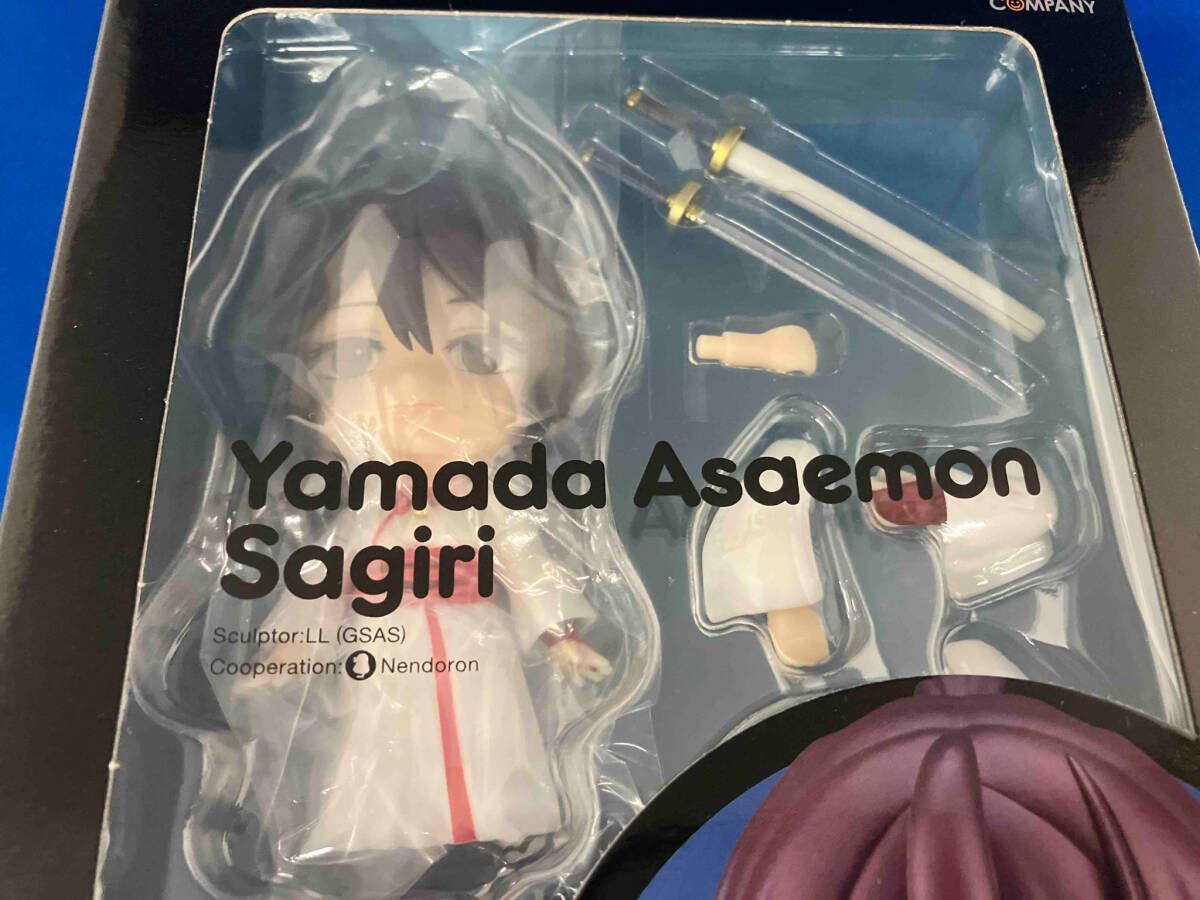 COMPANY
Yamada Asaemon
Sagiri
Sculptor:LL (GSAS)
Cooperation: Nendoron